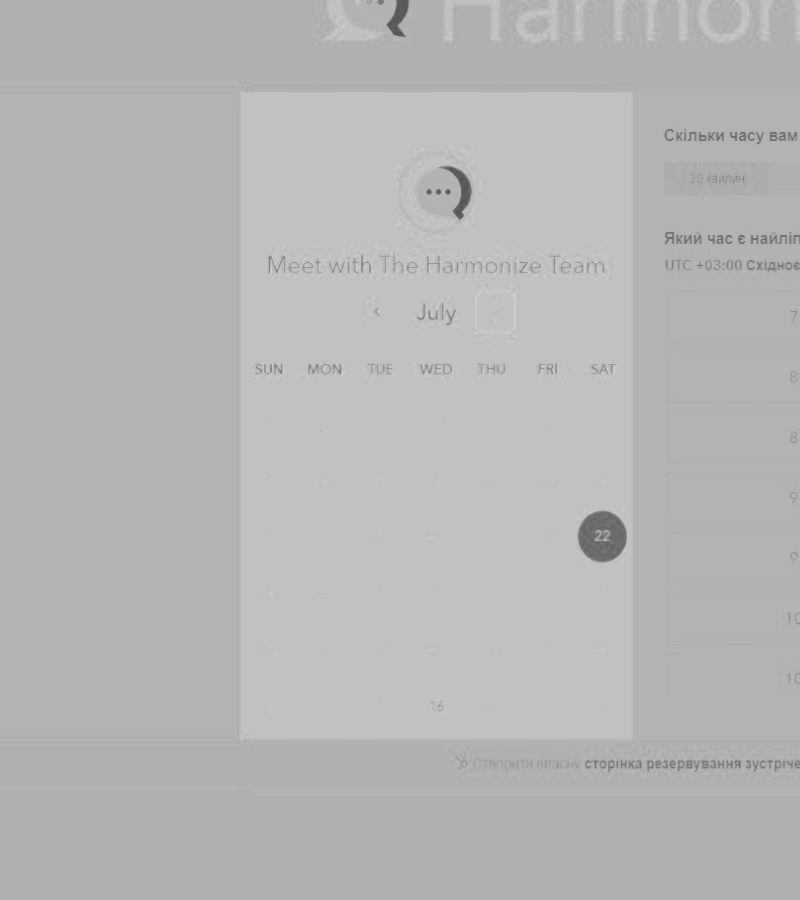 Harmon
Meet with The Harmonize Team
July
SUN MON TUE WED THU FRI SAT
22
16
Скільки часу вам
30 хвилин
Який час є найліп
UTC +03:00 Східноє
7
8
8
9
9
10
10
Створити власну сторінка резервування зустріче